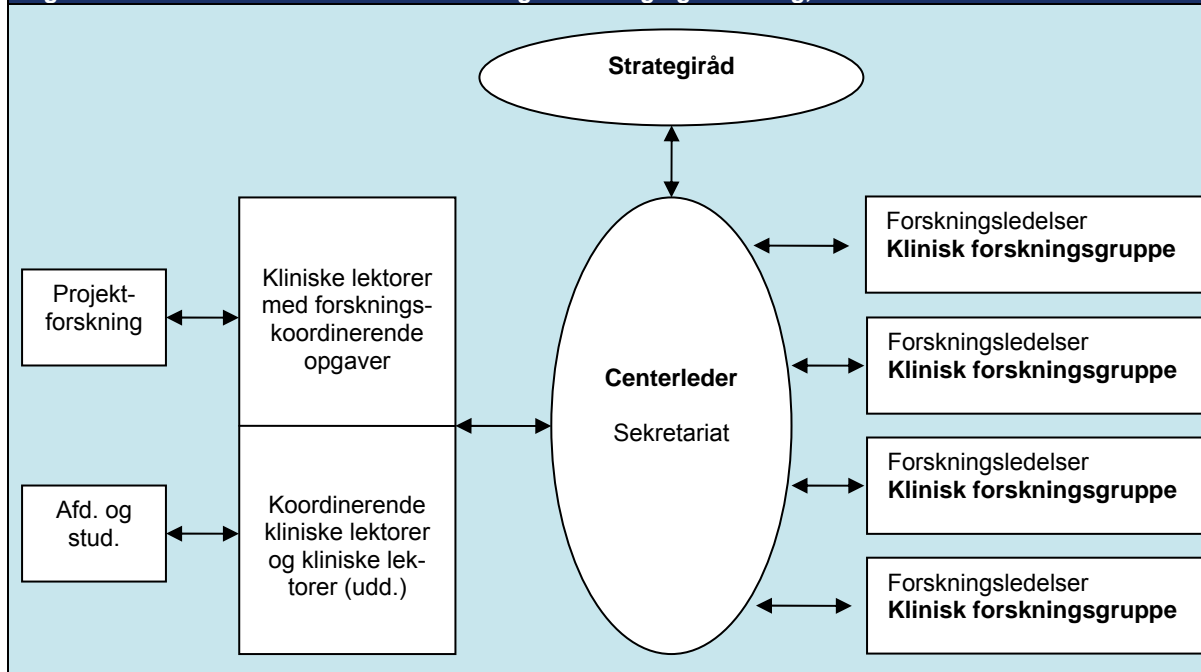 Strategiråd
Forskningsledelser
Klinisk forskningsgruppe
Kliniske lektorer
med forsknings-
koordinerende
opgaver
Projekt-
forskning
Forskningsledelser
Klinisk forskningsgruppe
Centerleder
Sekretariat
Forskningsledelser
Klinisk forskningsgruppe
Afd. og
stud.
Koordinerende
kliniske lektorer
og kliniske lek-
torer (udd.)
Forskningsledelser
Klinisk forskningsgruppe